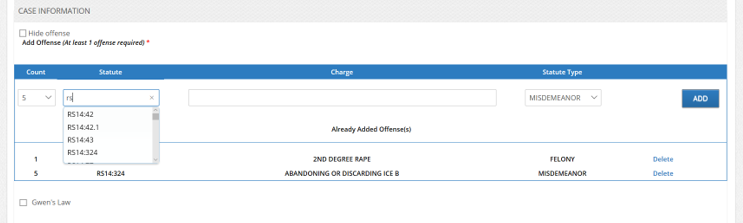 CASE INFORMATION
Hide offense
Add Offense (At least 1 offense required) *
Count Statute Charge Statute Type
5 rs × MISDEMEANOR ADD
RS14:42
RS14:42.1
RS14:43
RS14:324
Already Added Offense(s)
1 2ND DEGREE RAPE FELONY Delete
5 RS14:324 ABANDONING OR DISCARDING ICE B MISDEMEANOR Delete
Gwen's Law